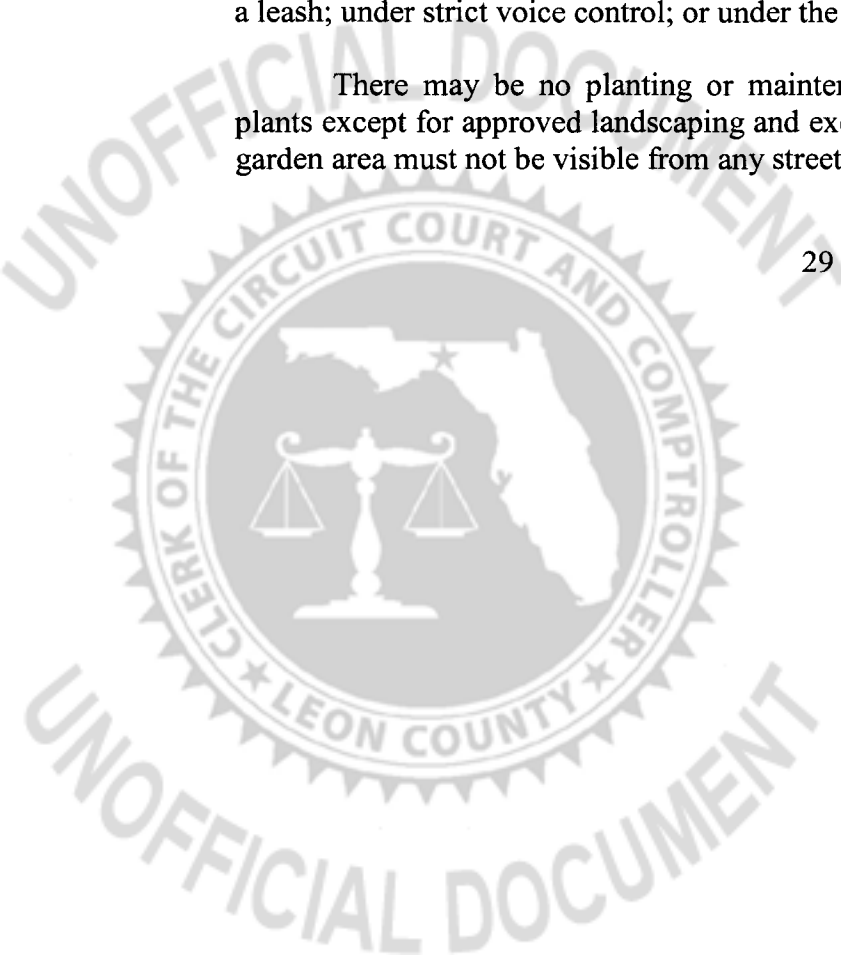 a leash; under strict voice control; or under the
There may be no planting or mainter
plants except for approved landscaping and exc
garden area must not be visible from any street
29
UNOFFICIAL DOCUMENT
CLERK OF THE CIRCUIT COURT AND COMPTROLLER
LEON COUNTY
UNOFFICIAL DOCUMENT